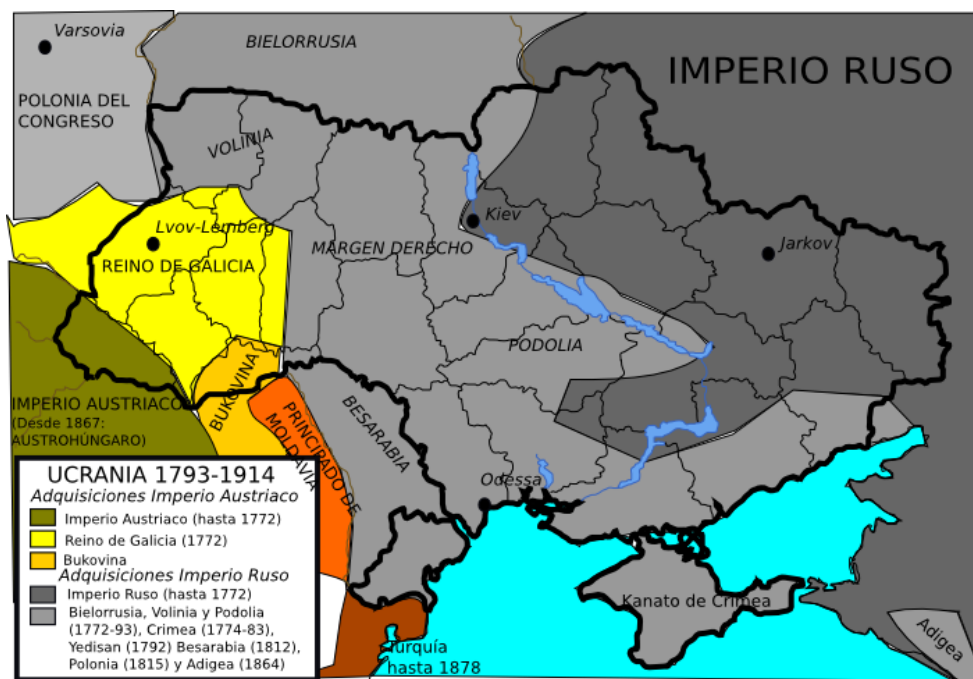 Varsovia
BIELORRUSIA
IMPERIO RUSO
POLONIA DEL
CONGRESO
VOLINIA
Kiev
Lvov-Lemberg
MARGEN DERECHO
Jarkov
REINO DE GALICIA
PODOLIA
BUKOVINA
IMPERIO AUSTRIACO
(Desde 1867:
AUSTROHÚNGARO)
PRINCIPADO DE
MOLDAVIA
BESARABIA
Odessa
Kanato de Crimea
Adigea
Turquía
hasta 1878
UCRANIA 1793-1914
Adquisiciones Imperio Austriaco
Imperio Austriaco (hasta 1772)
Reino de Galicia (1772)
Bukovina
Adquisiciones Imperio Ruso
Imperio Ruso (hasta 1772)
Bielorrusia, Volinia y Podolia
(1772-93), Crimea (1774-83),
Yedisan (1792) Besarabia (1812),
Polonia (1815) y Adigea (1864)